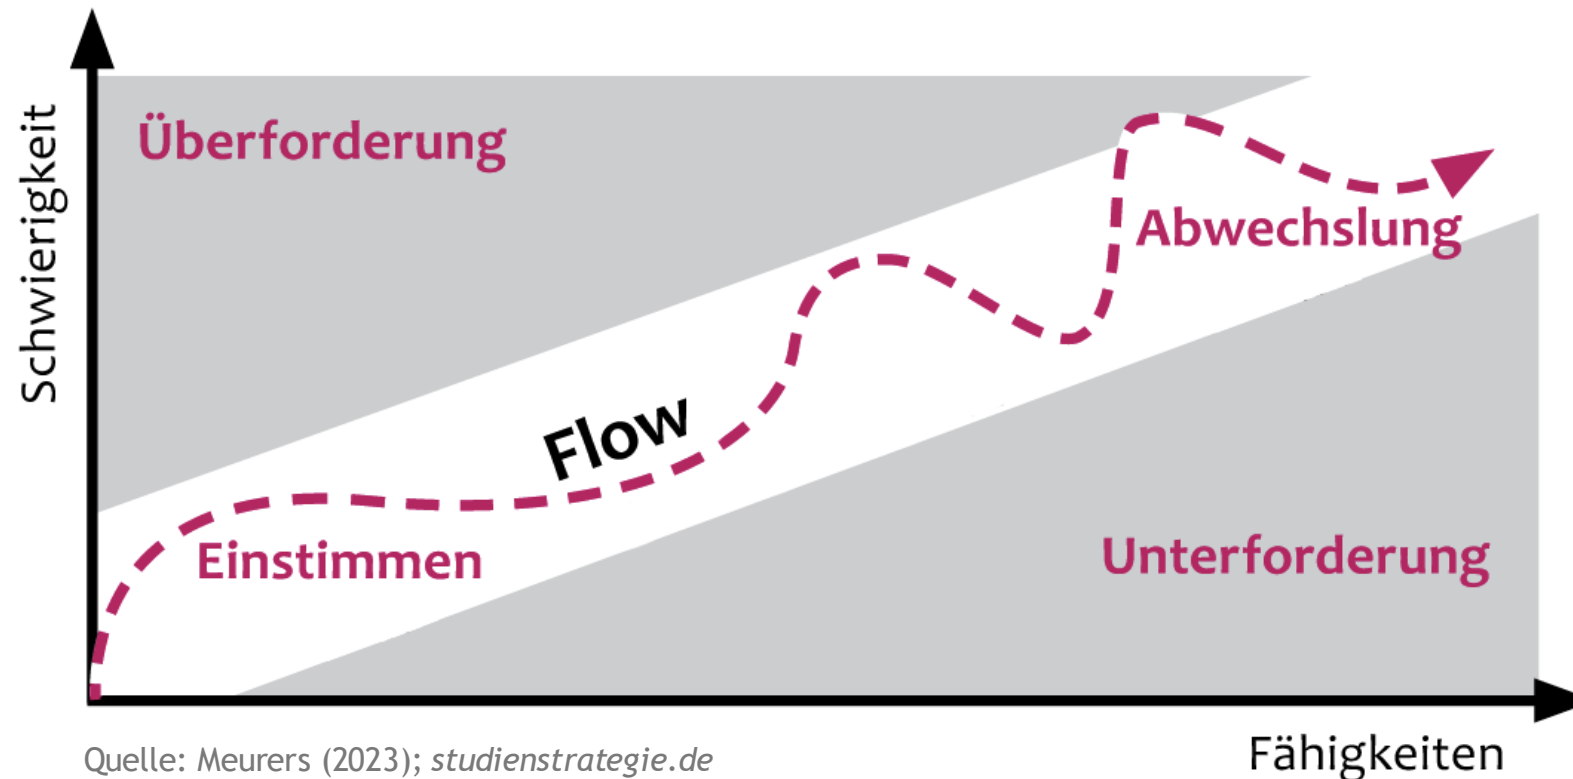 Schwierigkeit
Überforderung
Abwechslung
Flow
Einstimmen
Unterforderung
Fähigkeiten
Quelle: Meurers (2023); studienstrategie.de